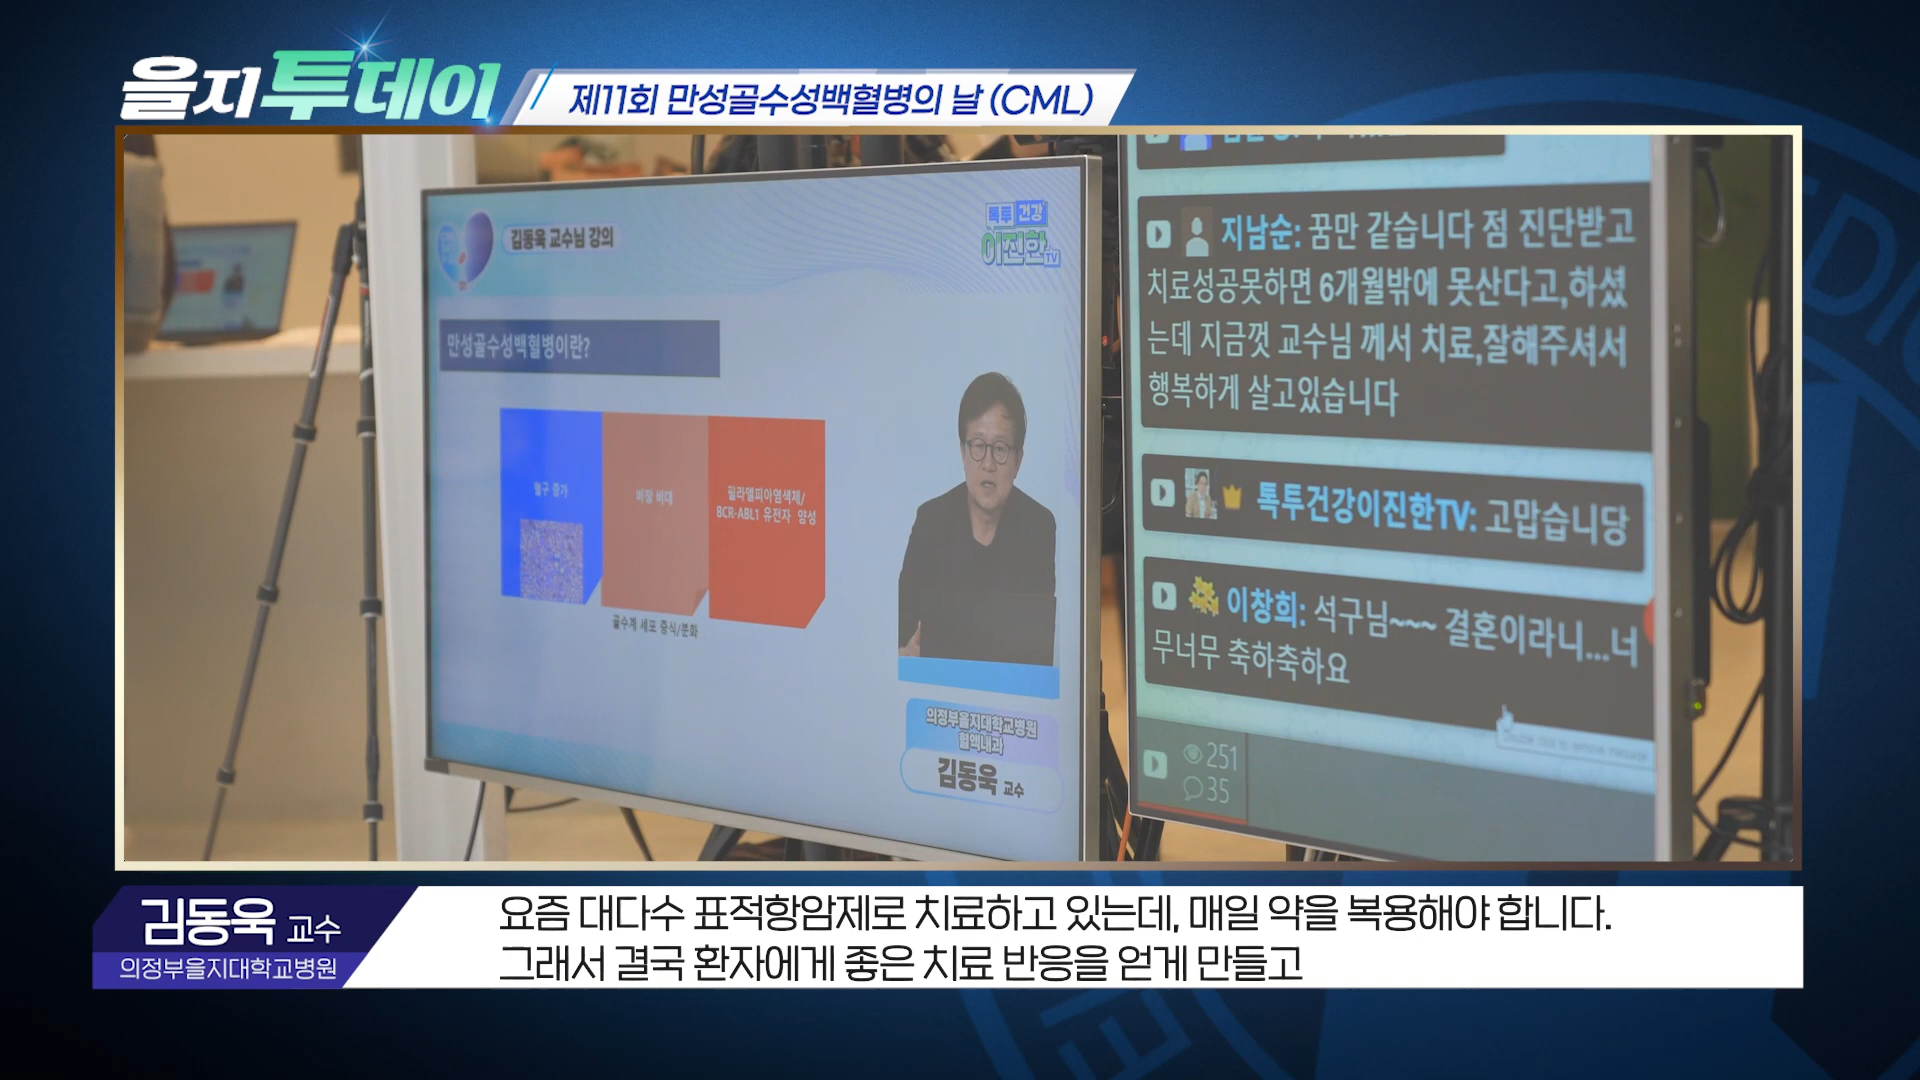 을지투데이
제11회 만성골수성백혈병의 날 (CML)
김동욱 교수님 강의
톡투건강
이진한TV
만성골수성백혈병이란?
혈구 증가
비장 비대
필라델피아염색체/
BCR-ABL1 유전자 양성
골수계 세포 증식/분화
의정부을지대학교병원
혈액내과
김동욱 교수
지남순: 꿈만 같습니다 점 진단받고
치료성공못하면 6개월밖에 못산다고,하셨
는데 지금껏 교수님 께서 치료,잘해주셔서
행복하게 살고있습니다
톡투건강이진한TV: 고맙습니당
이창희: 석구님~~~ 결혼이라니...너
무너무 축하축하요
Double click to remove message
251
35
김동욱 교수
의정부을지대학교병원
요즘 대다수 표적항암제로 치료하고 있는데, 매일 약을 복용해야 합니다.
그래서 결국 환자에게 좋은 치료 반응을 얻게 만들고